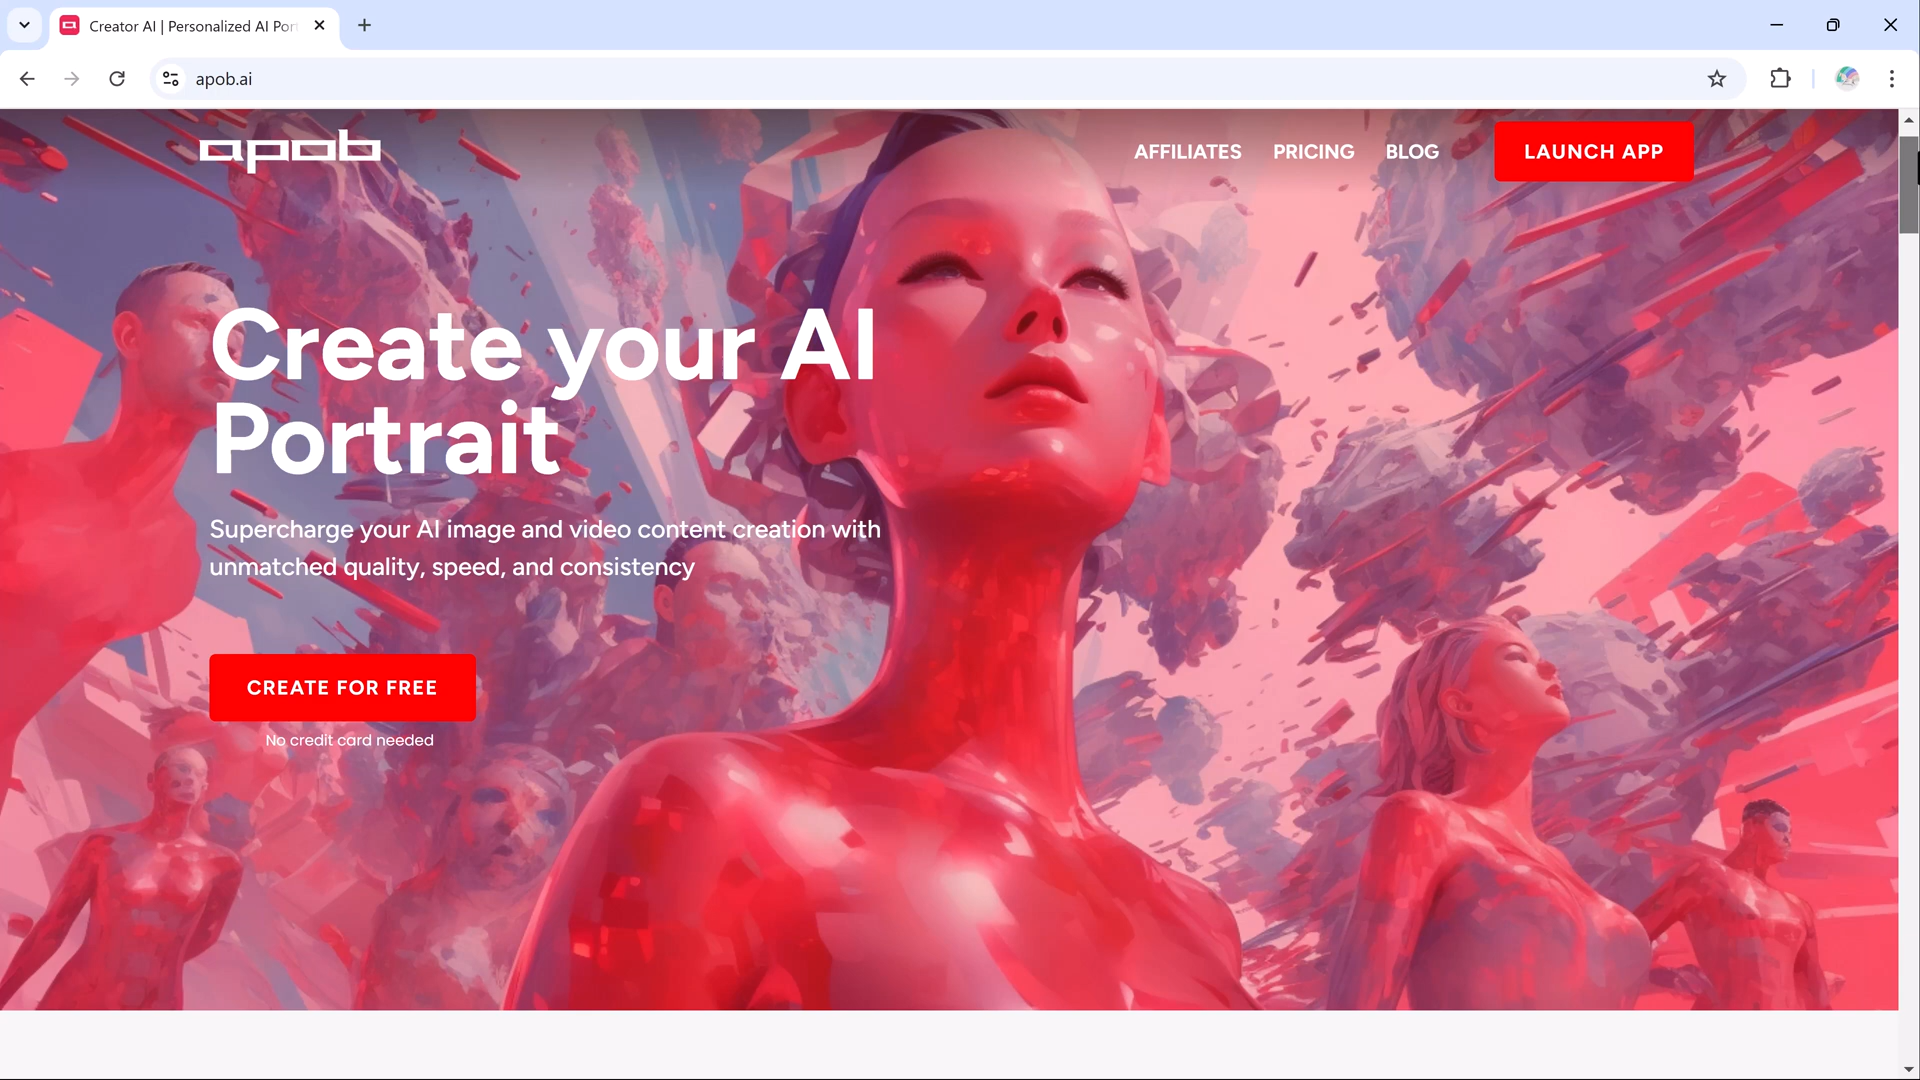 Creator AI | Personalized AI Por
apob.ai
apob
AFFILIATES
PRICING
BLOG
LAUNCH APP
Create your AI
Portrait
Supercharge your AI image and video content creation with
unmatched quality, speed, and consistency
CREATE FOR FREE
No credit card needed